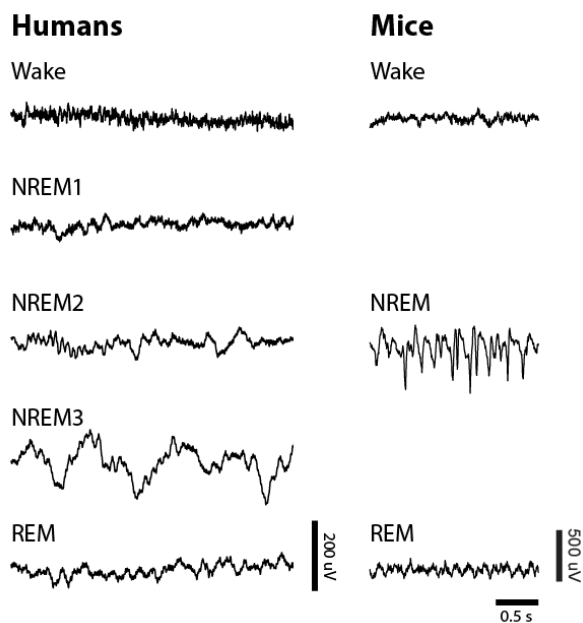 Humans
Mice
Wake
Wake
NREM1
NREM2
NREM
NREM3
REM
200 uV
REM
500 uV
0.5 s